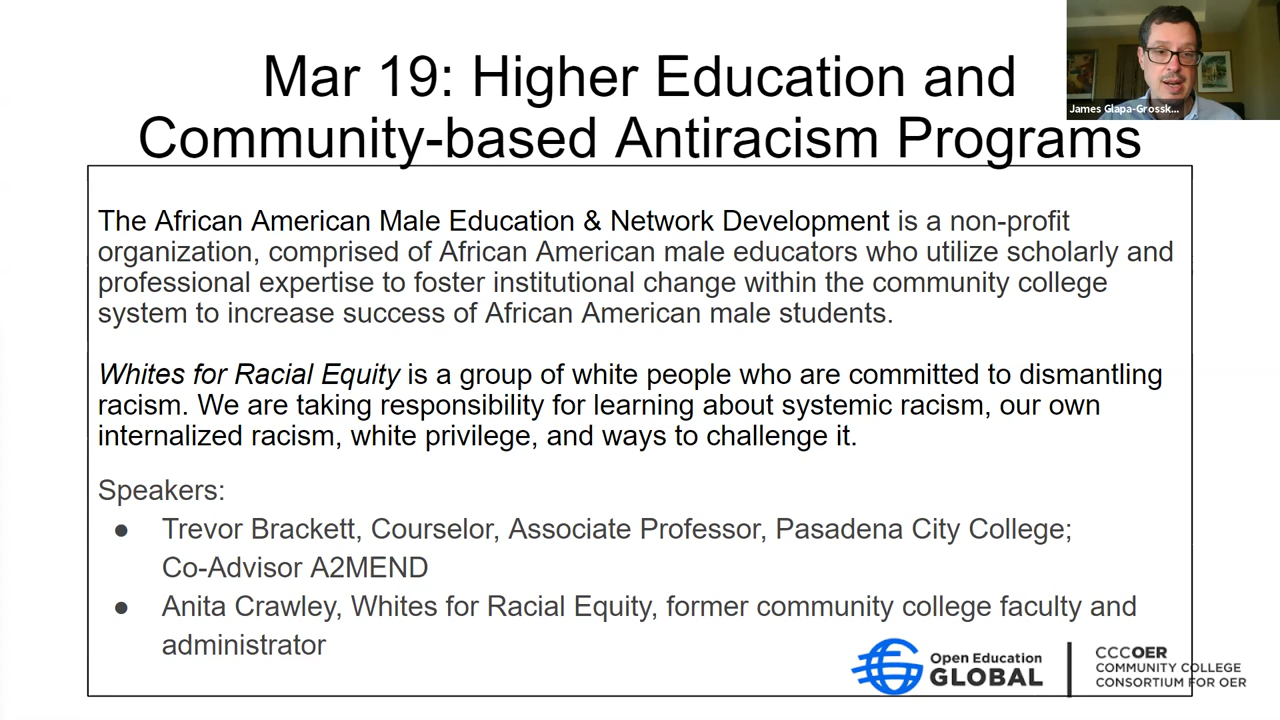 Mar 19: Higher Education and
Community-based Antiracism Programs
James Glapa-Grossk...
The African American Male Education & Network Development is a non-profit
organization, comprised of African American male educators who utilize scholarly and
professional expertise to foster institutional change within the community college
system to increase success of African American male students.
Whites for Racial Equity is a group of white people who are committed to dismantling
racism. We are taking responsibility for learning about systemic racism, our own
internalized racism, white privilege, and ways to challenge it.
Speakers:
● Trevor Brackett, Counselor, Associate Professor, Pasadena City College;
Co-Advisor A2MEND
● Anita Crawley, Whites for Racial Equity, former community college faculty and
administrator
Open Education
GLOBAL
CCCOER
COMMUNITY COLLEGE
CONSORTIUM FOR OER